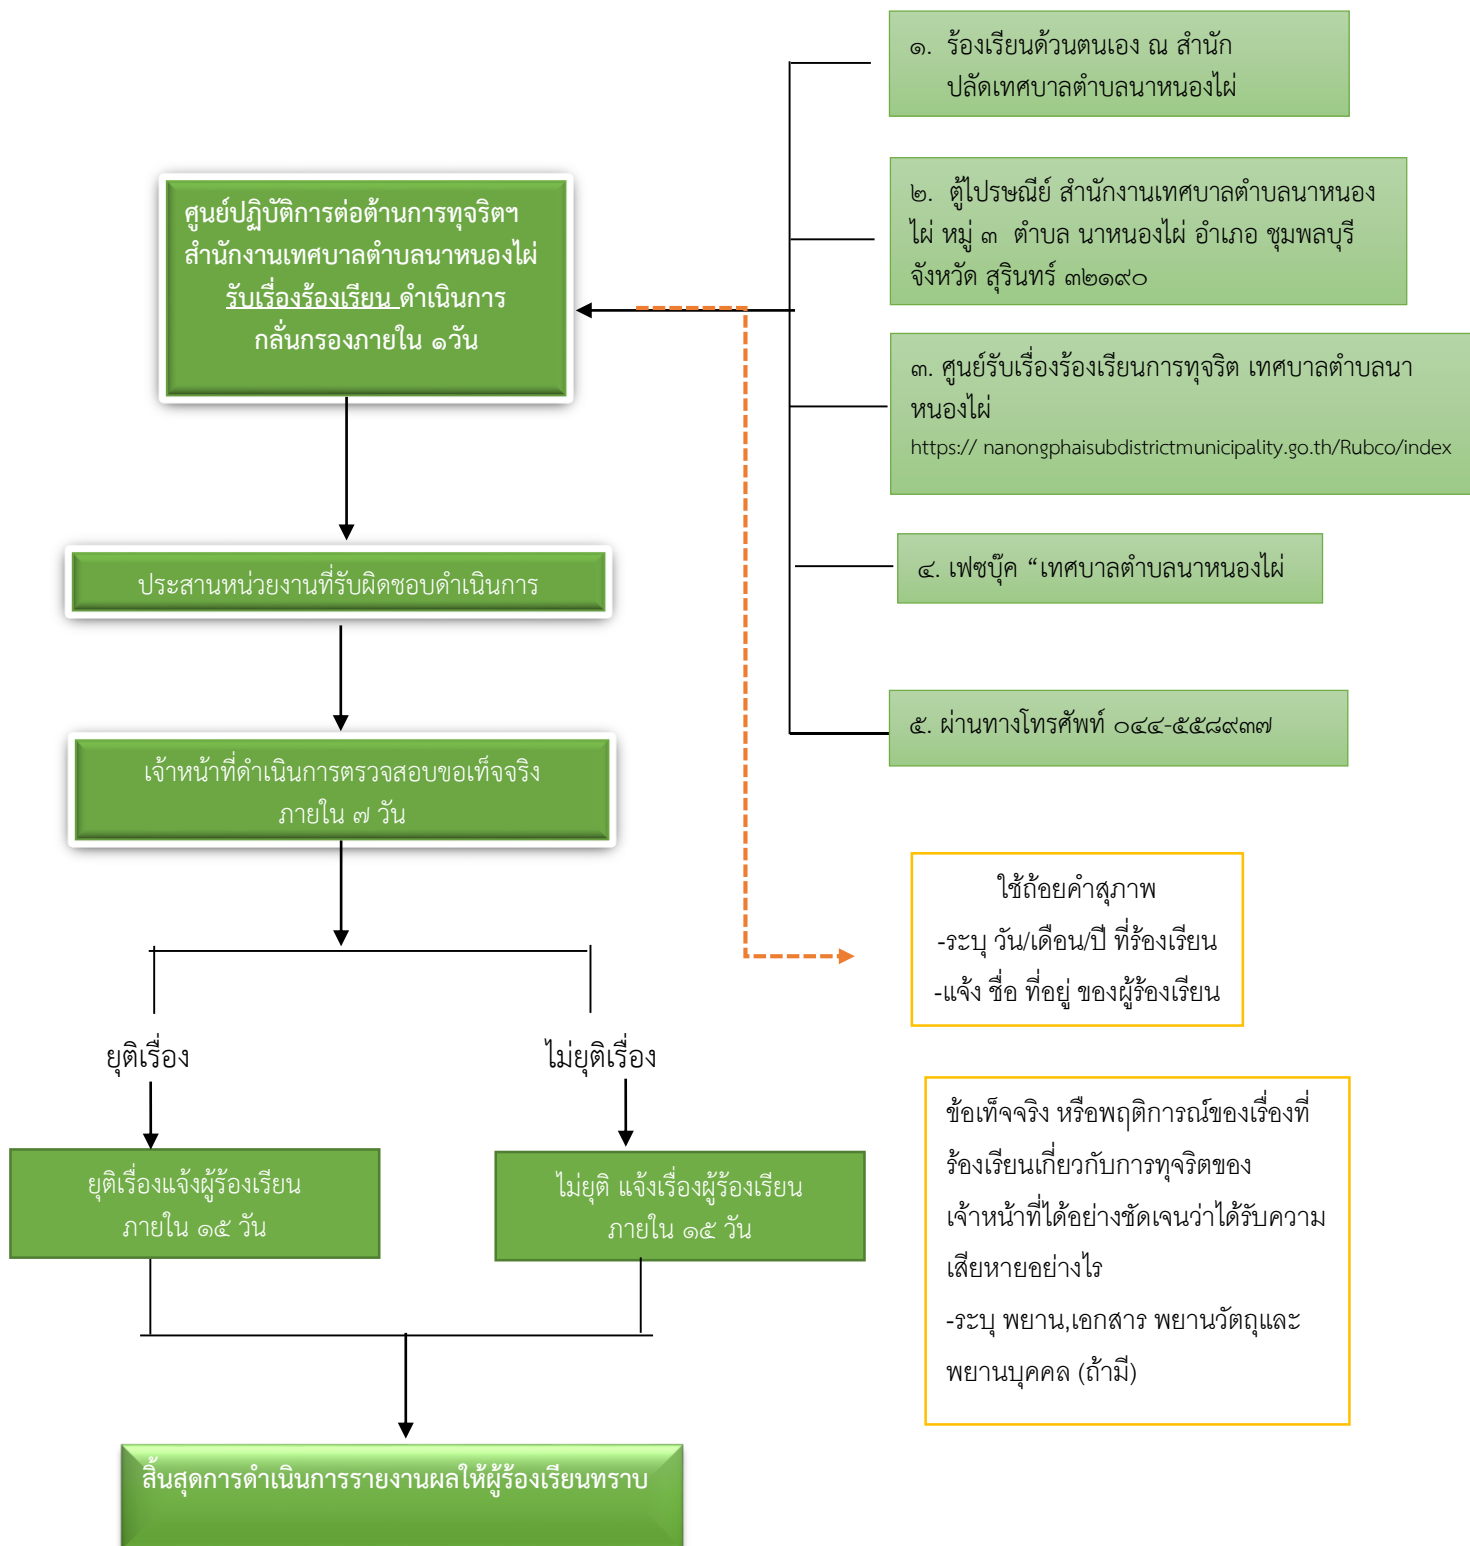 ๑. ร้องเรียนด้วนตนเอง ณ สำนัก
ปลัดเทศบาลตำบลนาหนองไผ่
๒. ตู้ไปรษณีย์ สำนักงานเทศบาลตำบลนาหนอง
ไผ่ หมู่ ๓ ตำบล นาหนองไผ่ อำเภอ ชุมพลบุรี
จังหวัด สุรินทร์ ๓๒๑๙๐
๓. ศูนย์รับเรื่องร้องเรียนการทุจริต เทศบาลตำบลนา
หนองไผ่
https:// nanongphaisubdistrictmunicipality.go.th/Rubco/index
๔. เฟซบุ๊ค “เทศบาลตำบลนาหนองไผ่
๕. ผ่านทางโทรศัพท์ ๐๔๔-๕๕๘๙๓๗
ศูนย์ปฏิบัติการต่อต้านการทุจริตฯ
สำนักงานเทศบาลตำบลนาหนองไผ่
รับเรื่องร้องเรียน ดำเนินการ
กลั่นกรองภายใน ๑วัน
ประสานหน่วยงานที่รับผิดชอบดำเนินการ
เจ้าหน้าที่ดำเนินการตรวจสอบขอเท็จจริง
ภายใน ๗ วัน
ยุติเรื่อง
ไม่ยุติเรื่อง
ยุติเรื่องแจ้งผู้ร้องเรียน
ภายใน ๑๕ วัน
ไม่ยุติ แจ้งเรื่องผู้ร้องเรียน
ภายใน ๑๕ วัน
สิ้นสุดการดำเนินการรายงานผลให้ผู้ร้องเรียนทราบ
ใช้ถ้อยคำสุภาพ
-ระบุ วัน/เดือน/ปี ที่ร้องเรียน
-แจ้ง ชื่อ ที่อยู่ ของผู้ร้องเรียน
ข้อเท็จจริง หรือพฤติการณ์ของเรื่องที่
ร้องเรียนเกี่ยวกับการทุจริตของ
เจ้าหน้าที่ได้อย่างชัดเจนว่าได้รับความ
เสียหายอย่างไร
-ระบุ พยาน,เอกสาร พยานวัตถุและ
พยานบุคคล (ถ้ามี)